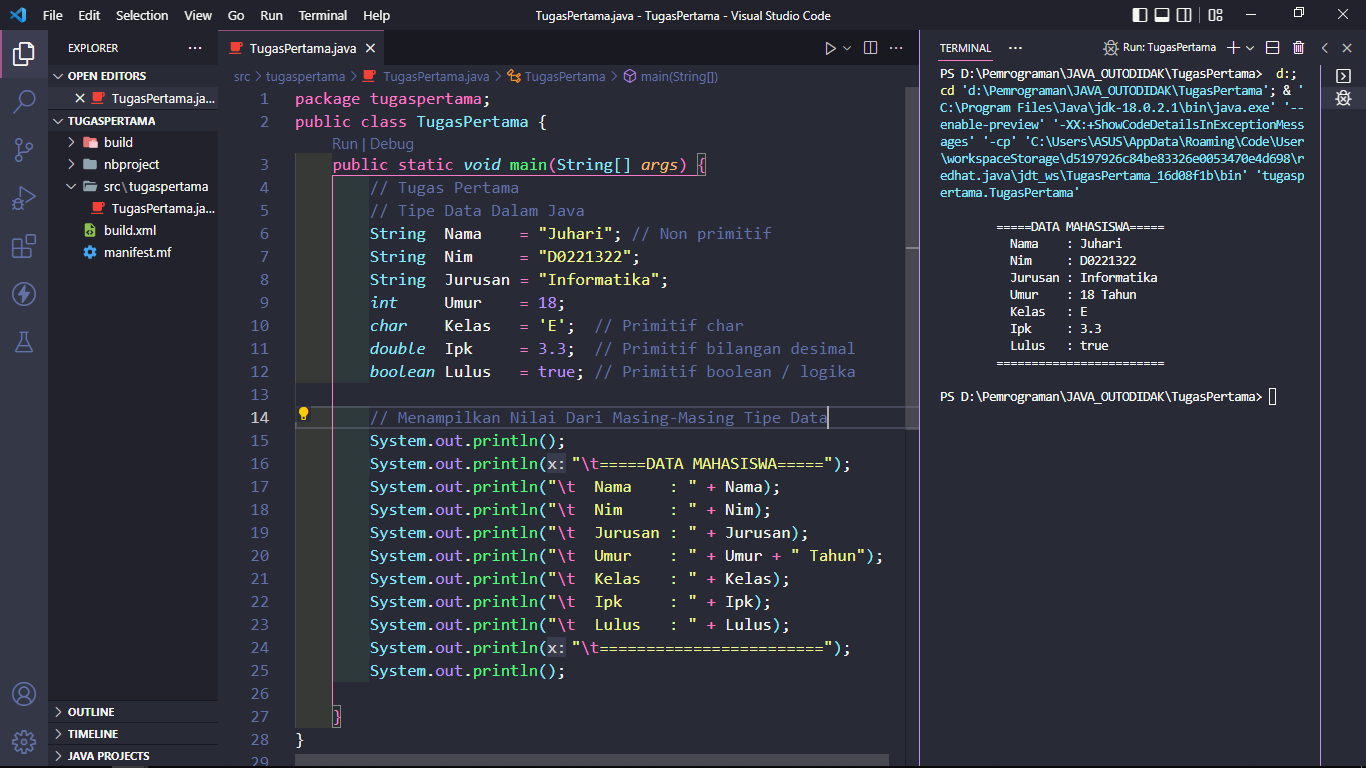 File Edit Selection View Go Run Terminal Help
TugasPertama.java - TugasPertama - Visual Studio Code
EXPLORER
OPEN EDITORS
TugasPertama.ja...
TUGASPERTAMA
build
nbproject
src\tugaspertama
TugasPertama.ja...
build.xml
manifest.mf
OUTLINE
TIMELINE
JAVA PROJECTS
TugasPertama.java
src > tugaspertama > TugasPertama.java > TugasPertama > main(String[])
1 package tugaspertama;
2 public class TugasPertama {
Run | Debug
3 public static void main(String[] args) {
4 // Tugas Pertama
5 // Tipe Data Dalam Java
6 String Nama = "Juhari"; // Non primitif
7 String Nim = "D0221322";
8 String Jurusan = "Informatika";
9 int Umur = 18;
10 char Kelas = 'E'; // Primitif char
11 double Ipk = 3.3; // Primitif bilangan desimal
12 boolean Lulus = true; // Primitif boolean / logika
13
14 // Menampilkan Nilai Dari Masing-Masing Tipe Data
15 System.out.println();
16 System.out.println(x: "\t=====DATA MAHASISWA=====");
17 System.out.println("\t  Nama    : " + Nama);
18 System.out.println("\t  Nim     : " + Nim);
19 System.out.println("\t  Jurusan : " + Jurusan);
20 System.out.println("\t  Umur    : " + Umur + " Tahun");
21 System.out.println("\t  Kelas   : " + Kelas);
22 System.out.println("\t  Ipk     : " + Ipk);
23 System.out.println("\t  Lulus   : " + Lulus);
24 System.out.println(x: "\t========================");
25 System.out.println();
26
27 }
28 }
29
TERMINAL
Run: TugasPertama
PS D:\Pemrograman\JAVA_OUTODIDAK\TugasPertama>  d:;
cd 'd:\Pemrograman\JAVA_OUTODIDAK\TugasPertama'; & '
C:\Program Files\Java\jdk-18.0.2.1\bin\java.exe' '--
enable-preview' '-XX:+ShowCodeDetailsInExceptionMess
ages' '-cp' 'C:\Users\ASUS\AppData\Roaming\Code\User
\workspaceStorage\d5197926c84be83326e0053470e4d698\r
edhat.java\jdt_ws\TugasPertama_16d08f1b\bin' 'tugasp
ertama.TugasPertama'
=====DATA MAHASISWA=====
Nama    : Juhari
Nim     : D0221322
Jurusan : Informatika
Umur    : 18 Tahun
Kelas   : E
Ipk     : 3.3
Lulus   : true
========================
PS D:\Pemrograman\JAVA_OUTODIDAK\TugasPertama>